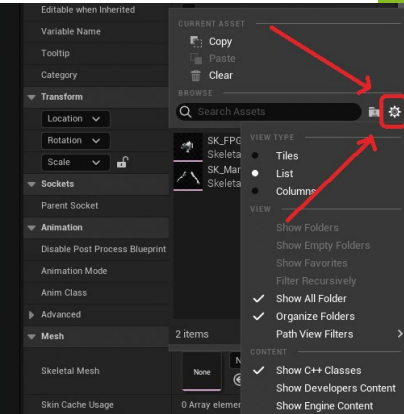 Editable when Inherited
Variable Name
Tooltip
Category
Transform
Location
Rotation
Scale
Sockets
Parent Socket
Animation
Disable Post Process Blueprint
Animation Mode
Anim Class
Advanced
Mesh
Skeletal Mesh
None
Skin Cache Usage
0 Array elemen
CURRENT ASSET
Copy
Paste
Clear
BROWSE
Search Assets
SK_FPG
Skeleta
SK_Man
Skeleta
2 items
VIEW TYPE
Tiles
List
Columns
VIEW
Show Folders
Show Empty Folders
Show Favorites
Filter Recursively
Show All Folder
Organize Folders
Path View Filters
CONTENT
Show C++ Classes
Show Developers Content
Show Engine Content